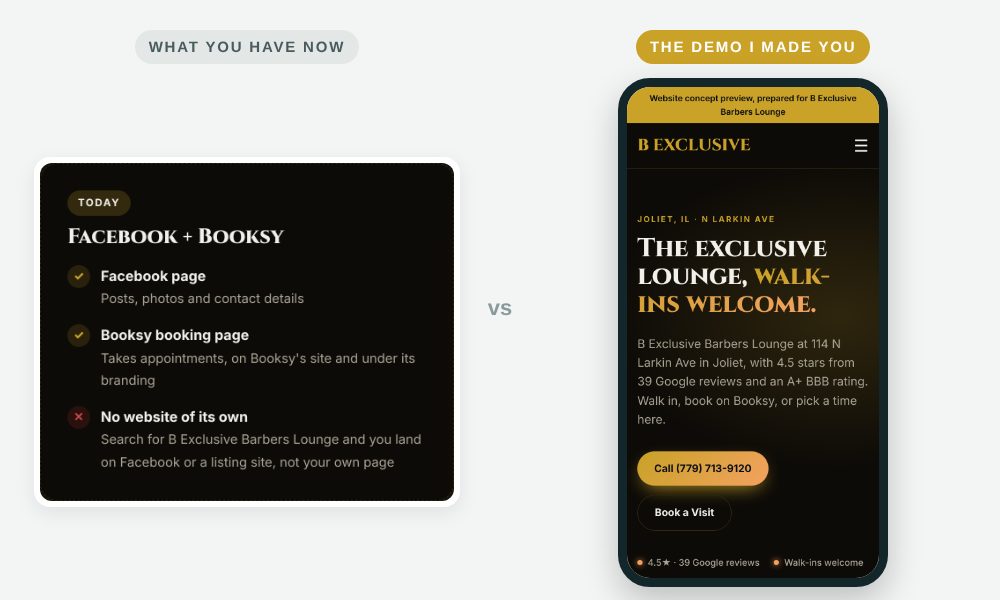 WHAT YOU HAVE NOW
TODAY
Facebook + Booksy
Facebook page
Posts, photos and contact details
Booksy booking page
Takes appointments, on Booksy's site and under its
branding
No website of its own
Search for B Exclusive Barbers Lounge and you land
on Facebook or a listing site, not your own page
vs
THE DEMO I MADE YOU
Website concept preview, prepared for B Exclusive
Barbers Lounge
B EXCLUSIVE
JOLIET, IL · N LARKIN AVE
The exclusive
lounge, walk-
ins welcome.
B Exclusive Barbers Lounge at 114 N
Larkin Ave in Joliet, with 4.5 stars from
39 Google reviews and an A+ BBB rating.
Walk in, book on Booksy, or pick a time
here.
Call (779) 713-9120
Book a Visit
4.5★ · 39 Google reviews
Walk-ins welcome